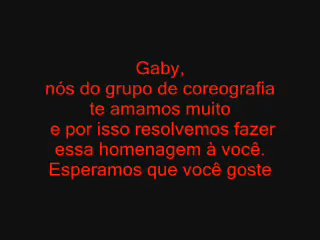 Gaby,
nós do grupo de coreografia
te amamos muito
e por isso resolvemos fazer
essa homenagem à você.
Esperamos que você goste